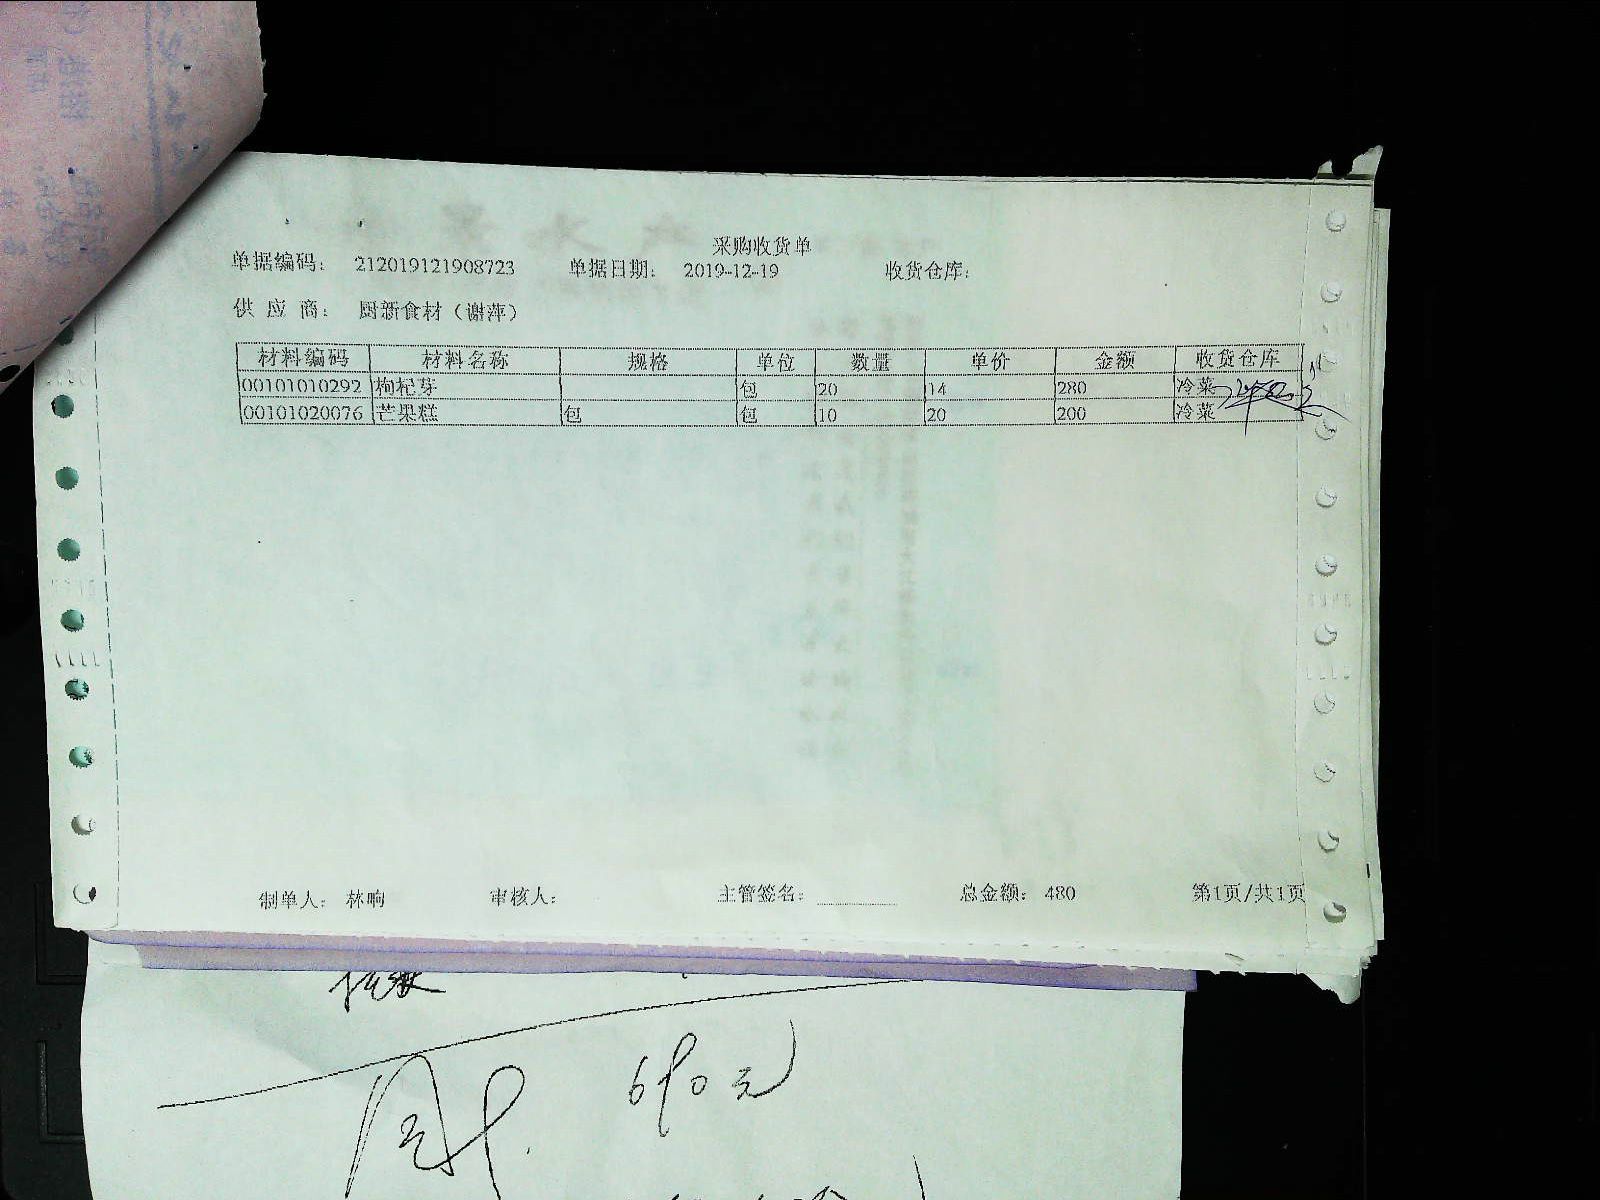 采购收货单
单据编码: 212019121908723 单据日期: 2019-12-19 收货仓库:
供 应 商: 厨新食材（谢萍）
材料编码 材料名称 规格 单位 数量 单价 金额 收货仓库
00101010292 枸杞芽 包 20 14 280 冷菜
00101020076 芒果糕 包 包 10 20 200 冷菜
制单人: 林响 审核人: 主管签名: 总金额: 480 第1页/共1页
690元